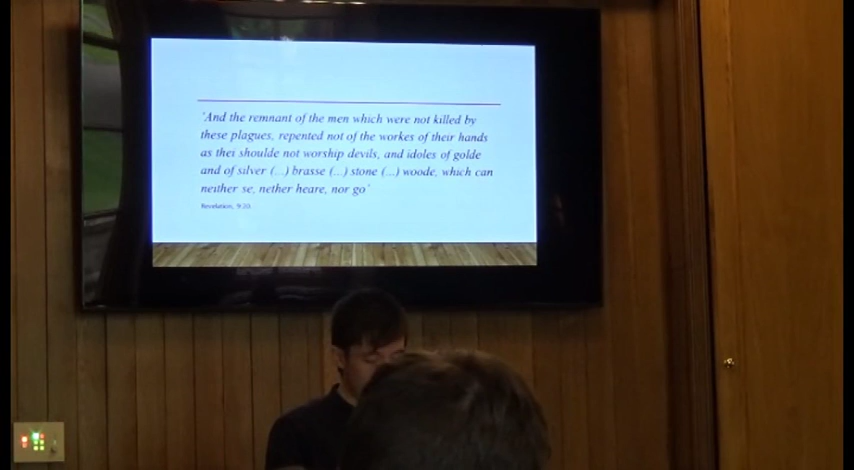 'And the remnant of the men which were not killed by
these plagues, repented not of the workes of their hands
as thei shoulde not worship devils, and idoles of golde
and of silver (...) brasse (...) stone (...) woode, which can
neither se, nether heare, nor go'
Revelation, 9:20.